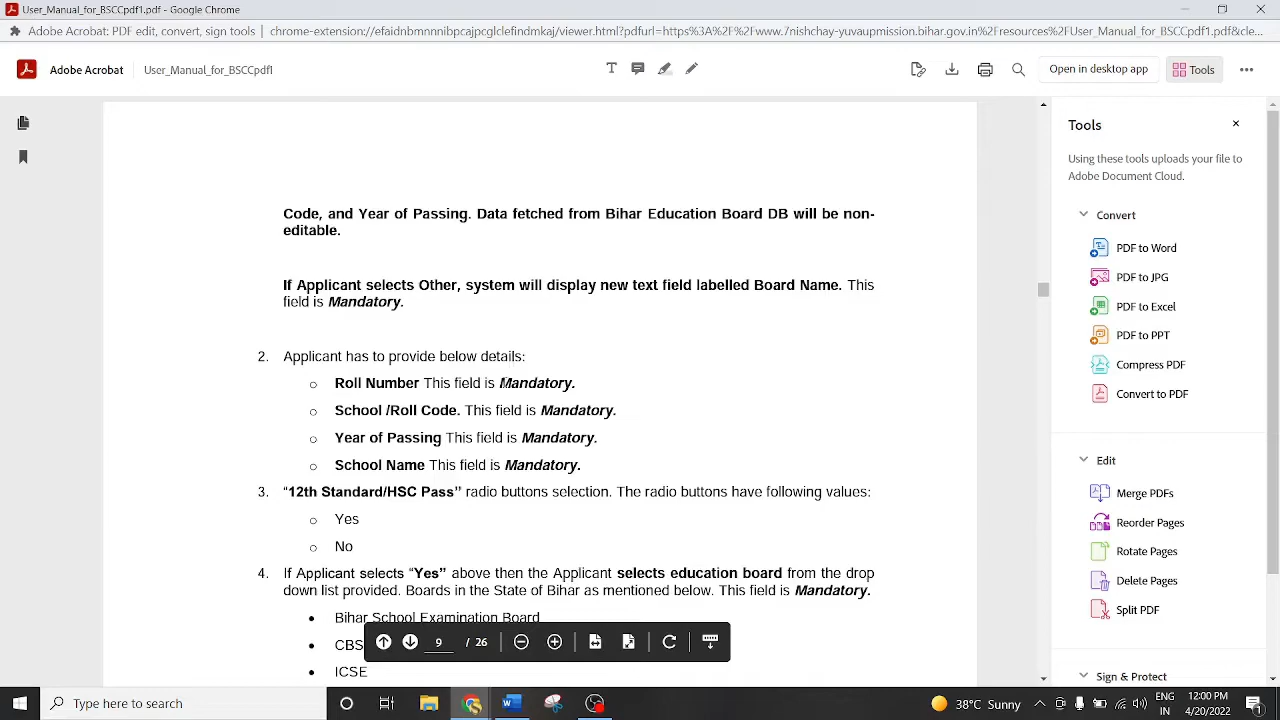 User_Manual_for_BSCCpdf1.pdf - Google Chrome
Adobe Acrobat: PDF edit, convert, sign tools | chrome-extension://efaidnbmnnnibpcajpcglclefindmkaj/viewer.html?pdfurl=https%3A%2F%2Fwww.7nishchay-yuvaupmission.bihar.gov.in%2Fresources%2FUser_Manual_for_BSCCpdf1.pdf&cle...
Adobe Acrobat
User_Manual_for_BSCCpdf1
Open in desktop app
Tools
Code, and Year of Passing. Data fetched from Bihar Education Board DB will be non-
editable.
If Applicant selects Other, system will display new text field labelled Board Name. This
field is Mandatory.
2. Applicant has to provide below details:
o Roll Number This field is Mandatory.
o School /Roll Code. This field is Mandatory.
o Year of Passing This field is Mandatory.
o School Name This field is Mandatory.
3. “12th Standard/HSC Pass” radio buttons selection. The radio buttons have following values:
o Yes
o No
4. If Applicant selects “Yes” above then the Applicant selects education board from the drop
down list provided. Boards in the State of Bihar as mentioned below. This field is Mandatory.
• Bihar School Examination Board
• CBS
• ICSE
9 / 26
Tools
Using these tools uploads your file to
Adobe Document Cloud.
Convert
PDF to Word
PDF to JPG
PDF to Excel
PDF to PPT
Compress PDF
Convert to PDF
Edit
Merge PDFs
Reorder Pages
Rotate Pages
Delete Pages
Split PDF
Sign & Protect
Type here to search
38°C Sunny
ENG
IN
12:00 PM
4/20/2022